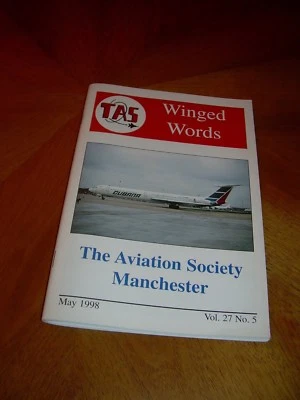 TAS
Winged
Words
CUBANA
The Aviation Society
Manchester
May 1998
Vol. 27 No. 5